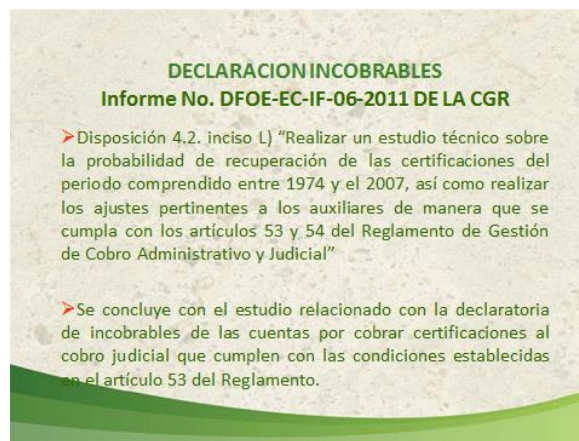 DECLARACION INCOBRABLES
Informe No. DFOE-EC-IF-06-2011 DE LA CGR
➢Disposición 4.2. inciso L) “Realizar un estudio técnico sobre
la probabilidad de recuperación de las certificaciones del
periodo comprendido entre 1974 y el 2007, así como realizar
los ajustes pertinentes a los auxiliares de manera que se
cumpla con los artículos 53 y 54 del Reglamento de Gestión
de Cobro Administrativo y Judicial”
➢Se concluye con el estudio relacionado con la declaratoria
de incobrables de las cuentas por cobrar certificaciones al
cobro judicial que cumplen con las condiciones establecidas
en el artículo 53 del Reglamento.